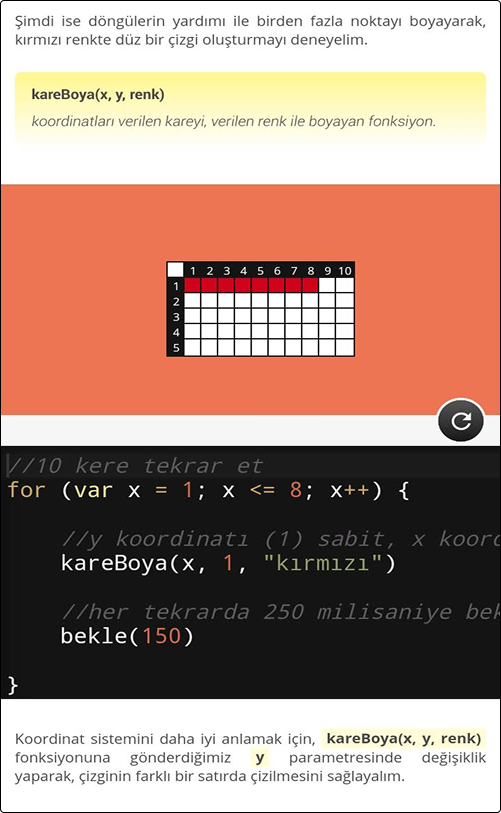 Şimdi ise döngülerin yardımı ile birden fazla noktayı boyayarak,
kırmızı renkte düz bir çizgi oluşturmayı deneyelim.
kareBoya(x, y, renk)
koordinatları verilen kareyi, verilen renk ile boyayan fonksiyon.
1 2 3 4 5 6 7 8 9 10
1
2
3
4
5
//10 kere tekrar et
for (var x = 1; x <= 8; x++) {
//y koordinatı (1) sabit, x koord
kareBoya(x, 1, "kırmızı")
//her tekrarda 250 milisaniye bek
bekle(150)
}
Koordinat sistemini daha iyi anlamak için, kareBoya(x, y, renk)
fonksiyonuna gönderdiğimiz y parametresinde değişiklik
yaparak, çizginin farklı bir satırda çizilmesini sağlayalım.